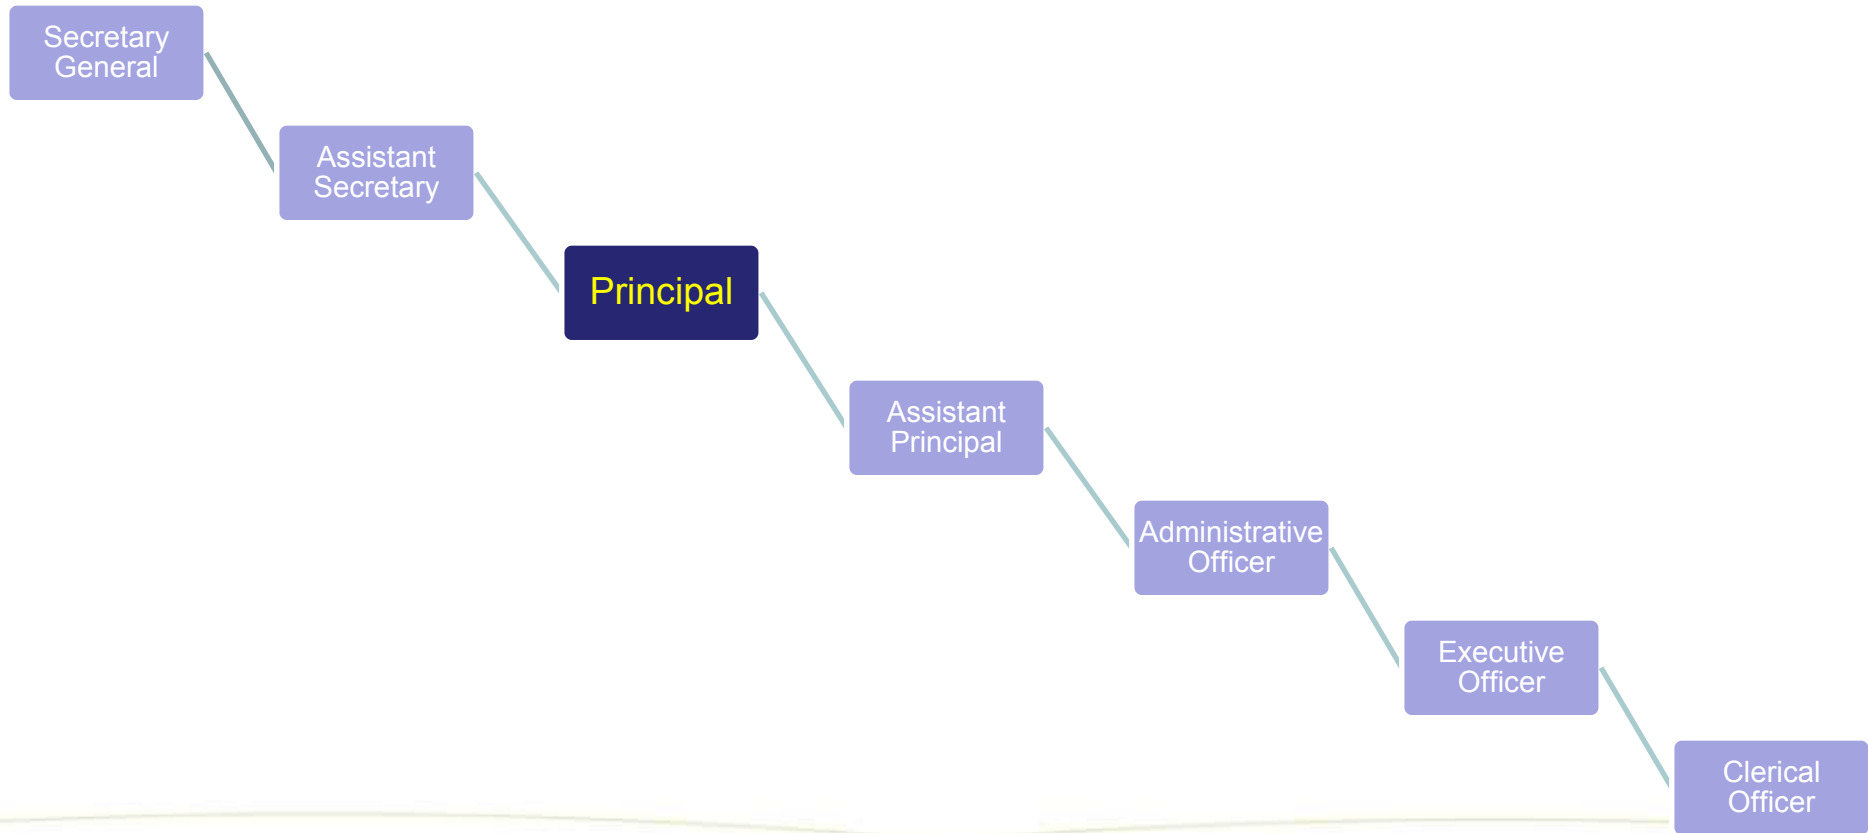 Secretary
General
Assistant
Secretary
Principal
Assistant
Principal
Administrative
Officer
Executive
Officer
Clerical
Officer